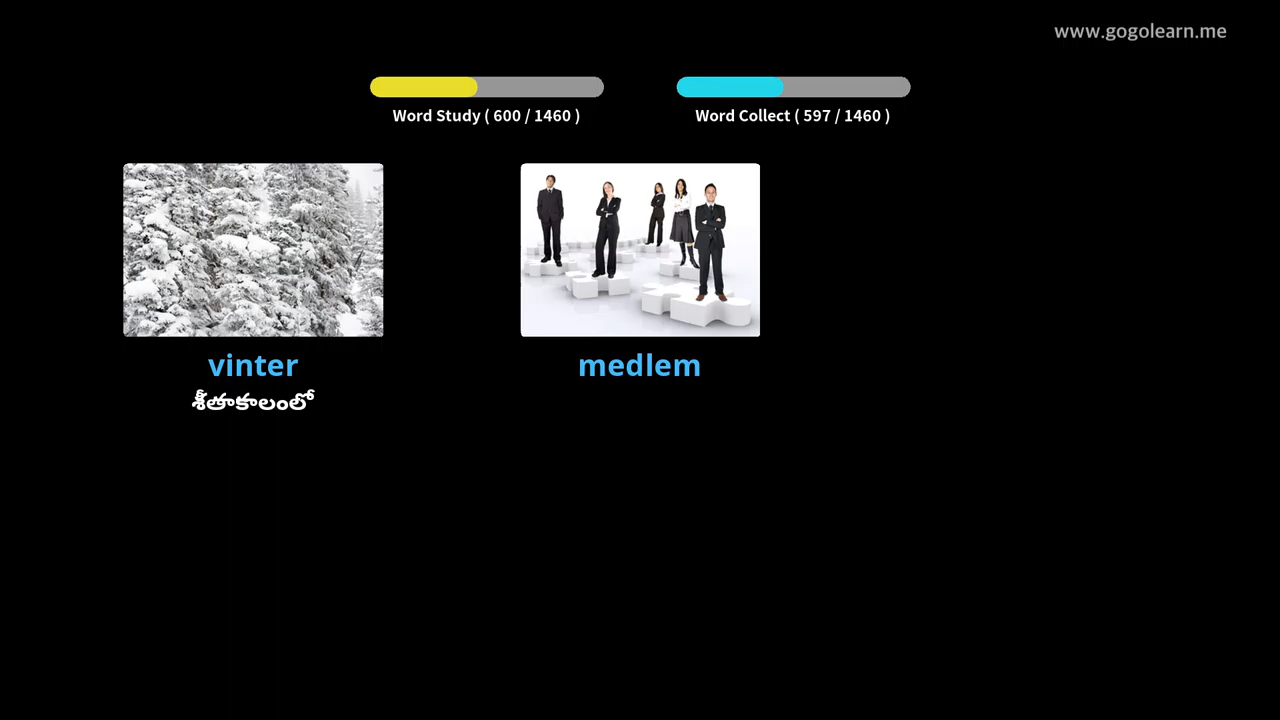 www.gogolearn.me
Word Study ( 600 / 1460 )
Word Collect ( 597 / 1460 )
vinter
medlem
శీతాకాలంలో